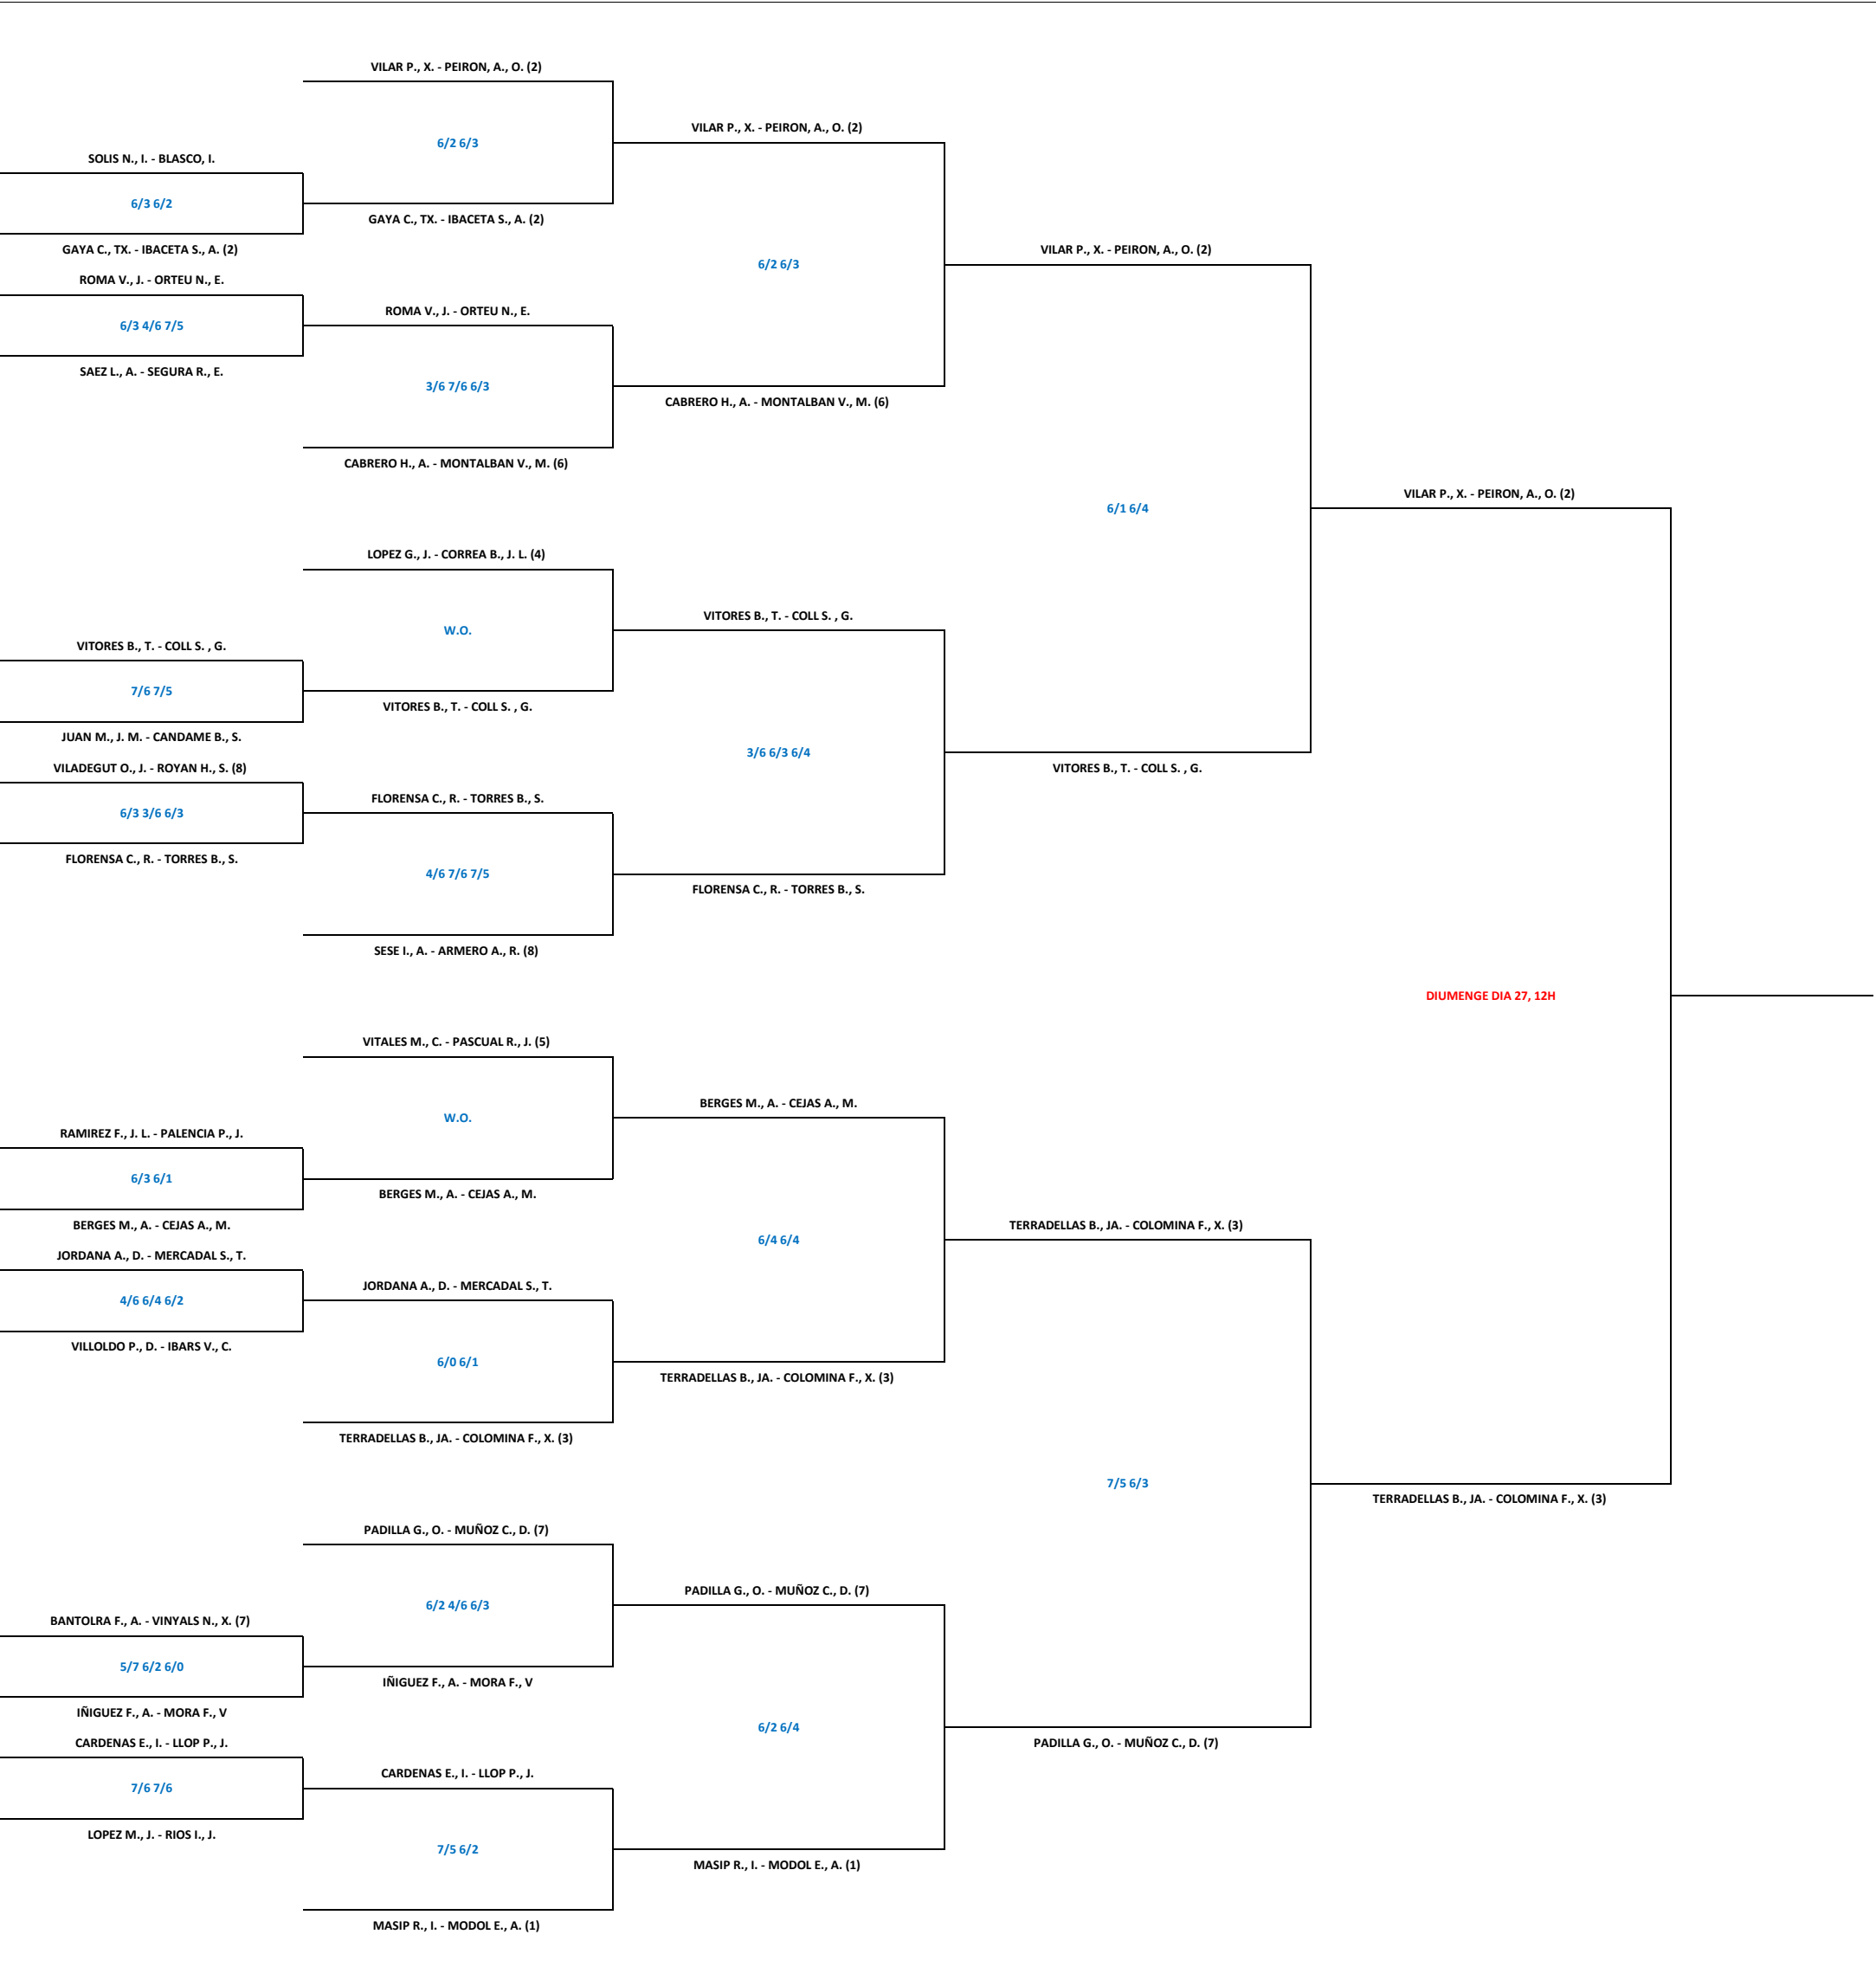 VILAR P., X. - PEIRON, A., O. (2)
VILAR P., X. - PEIRON, A., O. (2)
6/2 6/3
SOLIS N., I. - BLASCO, I.
6/3 6/2
GAYA C., TX. - IBACETA S., A. (2)
GAYA C., TX. - IBACETA S., A. (2)
VILAR P., X. - PEIRON, A., O. (2)
6/2 6/3
ROMA V., J. - ORTEU N., E.
ROMA V., J. - ORTEU N., E.
6/3 4/6 7/5
SAEZ L., A. - SEGURA R., E.
3/6 7/6 6/3
CABRERO H., A. - MONTALBAN V., M. (6)
CABRERO H., A. - MONTALBAN V., M. (6)
VILAR P., X. - PEIRON, A., O. (2)
6/1 6/4
LOPEZ G., J. - CORREA B., J. L. (4)
VITORES B., T. - COLL S. , G.
W.O.
VITORES B., T. - COLL S. , G.
7/6 7/5
VITORES B., T. - COLL S. , G.
JUAN M., J. M. - CANDAME B., S.
3/6 6/3 6/4
VILADEGUT O., J. - ROYAN H., S. (8)
VITORES B., T. - COLL S. , G.
FLORENSA C., R. - TORRES B., S.
6/3 3/6 6/3
FLORENSA C., R. - TORRES B., S.
4/6 7/6 7/5
FLORENSA C., R. - TORRES B., S.
SESE I., A. - ARMERO A., R. (8)
DIUMENGE DIA 27, 12H
VITALES M., C. - PASCUAL R., J. (5)
BERGES M., A. - CEJAS A., M.
W.O.
RAMIREZ F., J. L. - PALENCIA P., J.
6/3 6/1
BERGES M., A. - CEJAS A., M.
BERGES M., A. - CEJAS A., M.
TERRADELLAS B., JA. - COLOMINA F., X. (3)
6/4 6/4
JORDANA A., D. - MERCADAL S., T.
JORDANA A., D. - MERCADAL S., T.
4/6 6/4 6/2
VILLOLDO P., D. - IBARS V., C.
6/0 6/1
TERRADELLAS B., JA. - COLOMINA F., X. (3)
TERRADELLAS B., JA. - COLOMINA F., X. (3)
7/5 6/3
TERRADELLAS B., JA. - COLOMINA F., X. (3)
PADILLA G., O. - MUÑOZ C., D. (7)
PADILLA G., O. - MUÑOZ C., D. (7)
6/2 4/6 6/3
BANTOLRA F., A. - VINYALS N., X. (7)
5/7 6/2 6/0
IÑIGUEZ F., A. - MORA F., V
IÑIGUEZ F., A. - MORA F., V
6/2 6/4
CARDENAS E., I. - LLOP P., J.
PADILLA G., O. - MUÑOZ C., D. (7)
CARDENAS E., I. - LLOP P., J.
7/6 7/6
LOPEZ M., J. - RIOS I., J.
7/5 6/2
MASIP R., I. - MODOL E., A. (1)
MASIP R., I. - MODOL E., A. (1)